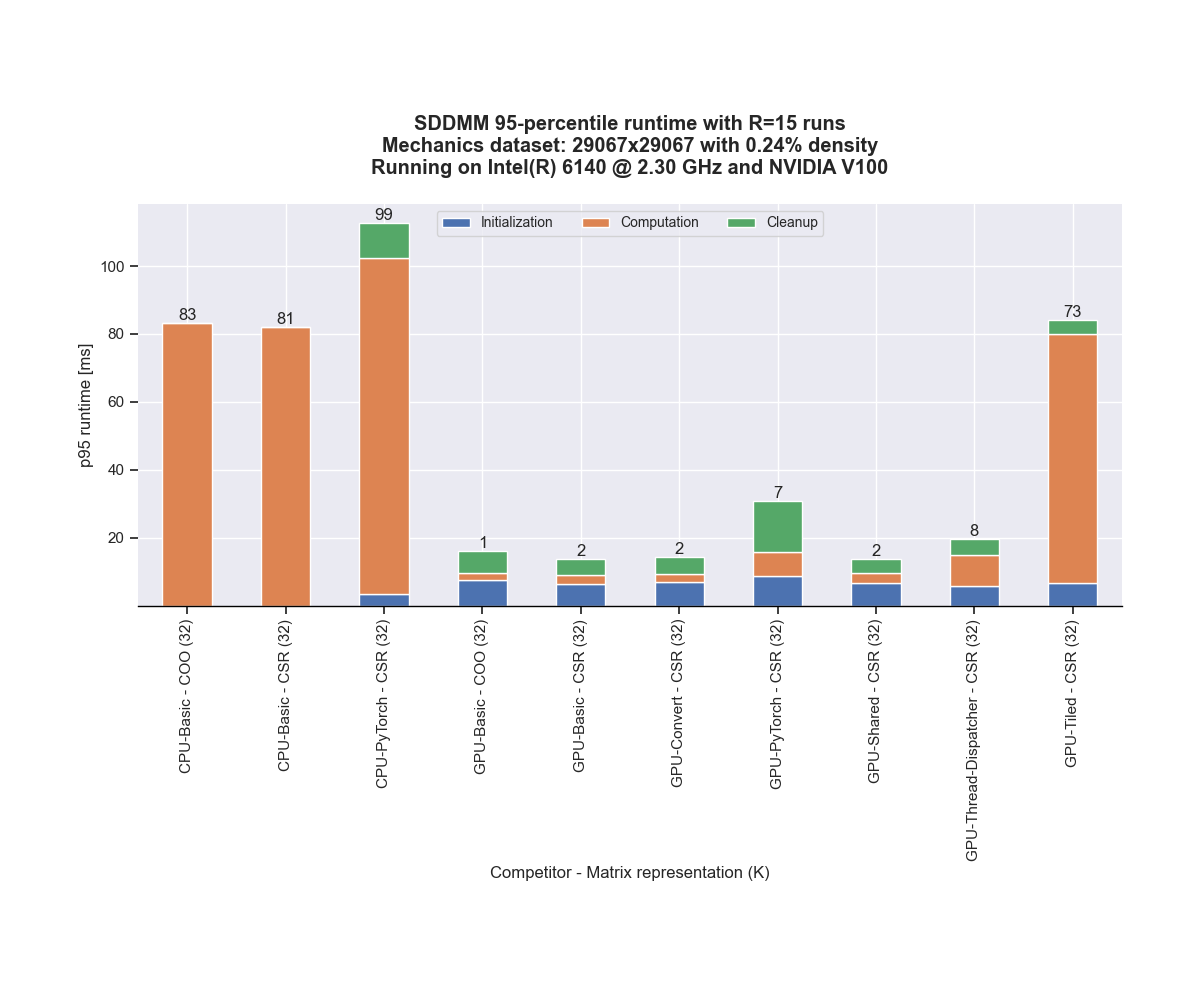 SDDMM 95-percentile runtime with R=15 runs
Mechanics dataset: 29067x29067 with 0.24% density
Running on Intel(R) 6140 @ 2.30 GHz and NVIDIA V100
Initialization
Computation
Cleanup
p95 runtime [ms]
100
80
60
40
20
83
81
99
1
2
2
7
2
8
73
CPU-Basic - COO (32)
CPU-Basic - CSR (32)
CPU-PyTorch - CSR (32)
GPU-Basic - COO (32)
GPU-Basic - CSR (32)
GPU-Convert - CSR (32)
GPU-PyTorch - CSR (32)
GPU-Shared - CSR (32)
GPU-Thread-Dispatcher - CSR (32)
GPU-Tiled - CSR (32)
Competitor - Matrix representation (K)